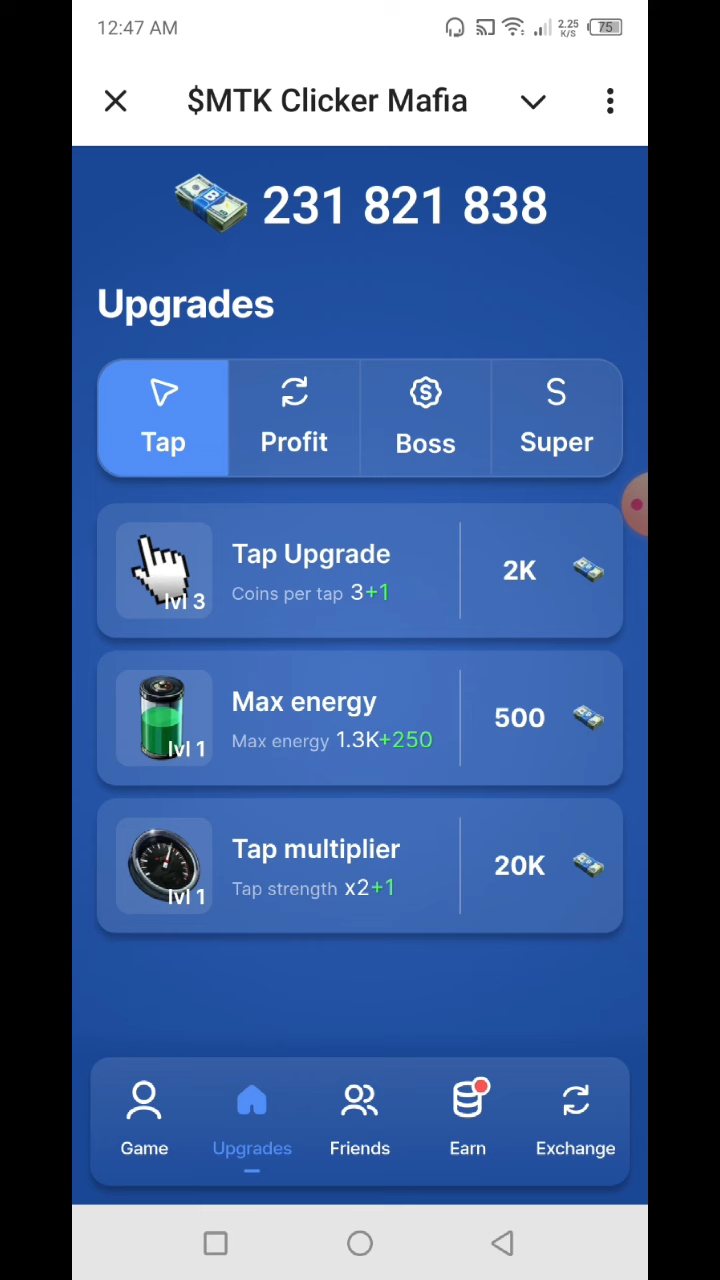 12:47 AM
2.25
K/S
75
$MTK Clicker Mafia
B
231 821 838
Upgrades
S
S
Tap
Profit
Boss
Super
Tap Upgrade
lvl 3
Coins per tap 3+1
2K
Max energy
lvl 1
Max energy 1.3K+250
500
Tap multiplier
lvl 1
Tap strength x2+1
20K
Game
Upgrades
Friends
Earn
Exchange